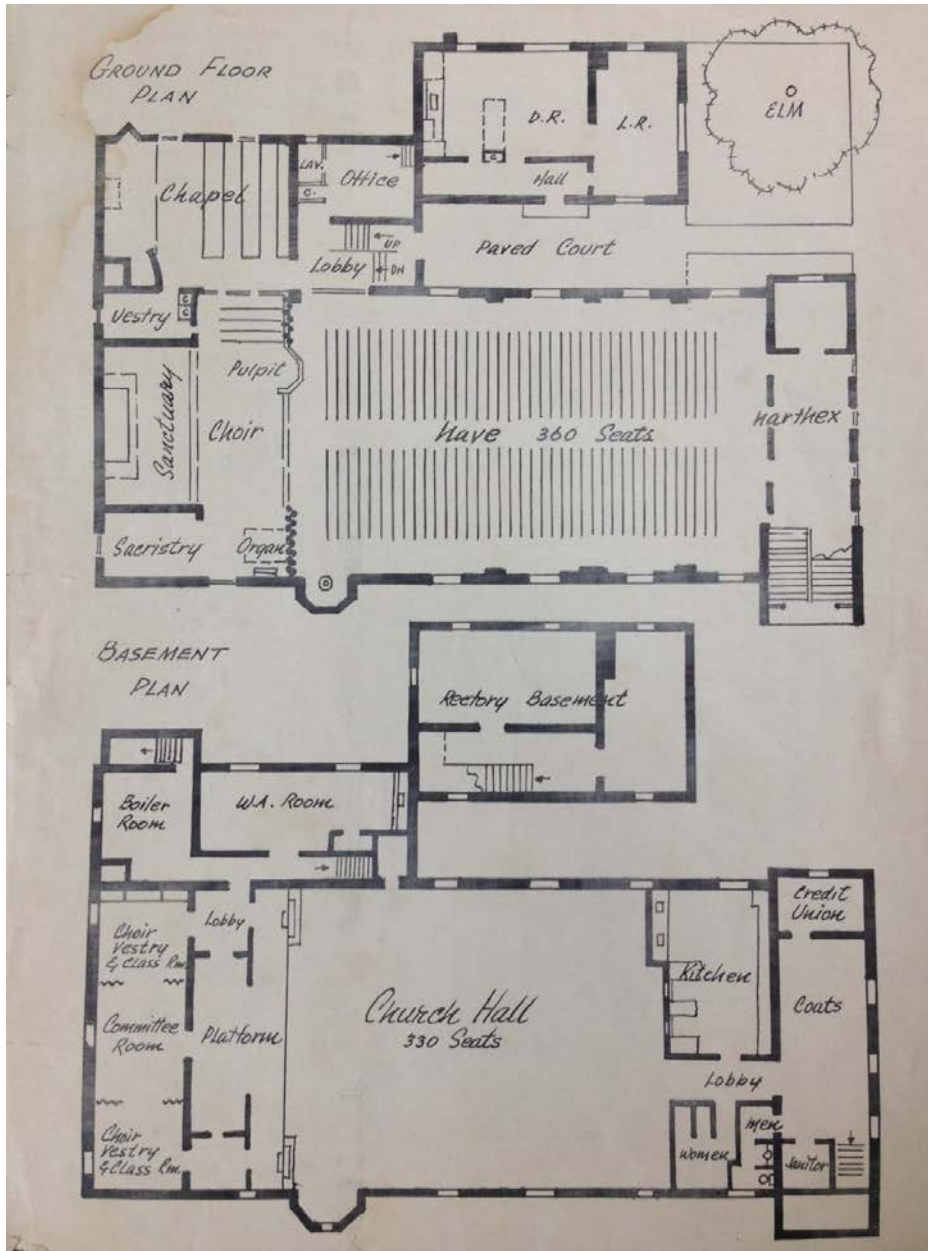 GROUND FLOOR
PLAN
ELM
D.R.
L.R.
Hall
LAV.
C.
Office
Chapel
UP
Lobby
DN
Paved Court
Vestry
C
C
Pulpit
Sanctuary
Choir
Nave 360 Seats
Narthex
Sacristry
Organ
BASEMENT
PLAN
Rectory Basement
Boiler
Room
W.A. Room
Credit
Union
Lobby
Choir
Vestry
& Class Rm.
Kitchen
Coats
Church Hall
330 Seats
Committee
Room
Platform
Lobby
Men
Choir
Vestry
& Class Rm.
Women
Janitor